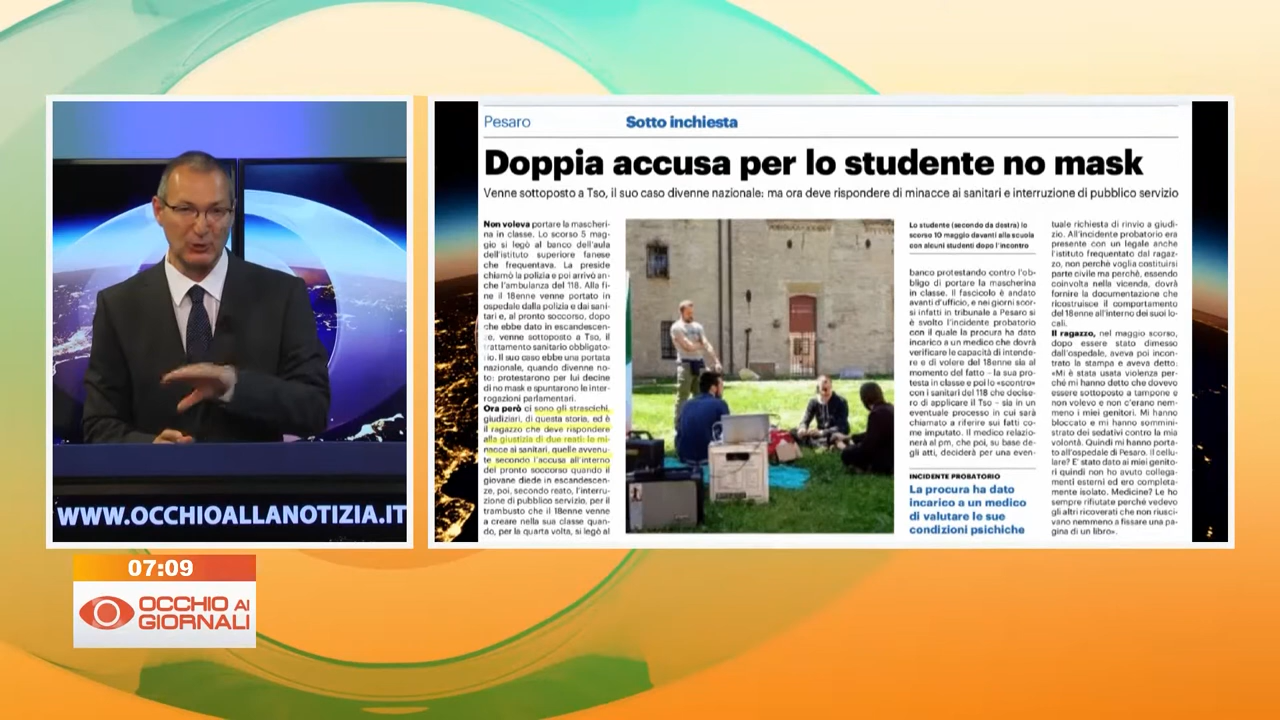 Pesaro
Sotto inchiesta
Doppia accusa per lo studente no mask
Venne sottoposto a Tso, il suo caso divenne nazionale: ma ora deve rispondere di minacce ai sanitari e interruzione di pubblico servizio
Non voleva portare la mascheri-
na in classe. Lo scorso 5 mag-
gio si legò al banco dell'aula
dell'istituto superiore fanese
che frequentava. La preside
chiamò la polizia e poi arrivò an-
che l'ambulanza del 118. Alla fi-
ne il 18enne venne portato in
ospedale dalla polizia e dai sani-
tari e, al pronto soccorso, dopo
che ebbe dato in escandescen-
ze, venne sottoposto a Tso, il
trattamento sanitario obbligato-
rio. Il suo caso ebbe una portata
nazionale, quando divenne no-
to: protestarono per lui decine
di no mask e spuntarono le inter-
rogazioni parlamentari.
Ora però ci sono gli strascichi,
giudiziari, di questa storia, ed è
il ragazzo che deve rispondere
alla giustizia di due reati: le mi-
nacce ai sanitari, quelle avvenu-
te secondo l'accusa all'interno
del pronto soccorso quando il
giovane diede in escandescen-
ze, poi, secondo reato, l'interru-
zione di pubblico servizio, per il
trambusto che il 18enne venne
a creare nella sua classe quan-
do, per la quarta volta, si legò al
Lo studente (secondo da destra) lo
scorso 10 maggio davanti alla scuola
con alcuni studenti dopo l'incontro
banco protestando contro l'ob-
bligo di portare la mascherina
in classe. Il fascicolo è andato
avanti d'ufficio, e nei giorni scor-
si infatti in tribunale a Pesaro si
è svolto l'incidente probatorio
con il quale la procura ha dato
incarico a un medico che dovrà
verificare le capacità di intende-
re e di volere del 18enne sia al
momento del fatto – la sua pro-
testa in classe e poi lo «scontro»
con i sanitari del 118 che decise-
ro di applicare il Tso – sia in un
eventuale processo in cui sarà
chiamato a riferire sui fatti co-
me imputato. Il medico relazio-
nerà al pm, che poi, su base de-
gli atti, deciderà per una even-
INCIDENTE PROBATORIO
La procura ha dato
incarico a un medico
di valutare le sue
condizioni psichiche
tuale richiesta di rinvio a giudi-
zio. All'incidente probatorio era
presente con un legale anche
l'istituto frequentato dal ragaz-
zo, non perché voglia costituirsi
parte civile ma perché, essendo
coinvolta nella vicenda, dovrà
fornire la documentazione che
ricostruisce il comportamento
del 18enne all'interno dei suoi lo-
cali.
Il ragazzo, nel maggio scorso,
dopo essere stato dimesso
dall'ospedale, aveva poi incon-
trato la stampa e aveva detto:
«Mi è stata usata violenza per-
ché mi hanno detto che dovevo
essere sottoposto a tampone e
non volevo e non c'erano nem-
meno i miei genitori. Mi hanno
bloccato e mi hanno sommini-
strato dei sedativi contro la mia
volontà. Quindi mi hanno porta-
to all'ospedale di Pesaro. Il cellu-
lare? E' stato dato ai miei genito-
ri quindi non ho avuto collega-
menti esterni ed ero completa-
mente isolato. Medicine? Le ho
sempre rifiutate perché vedevo
gli altri ricoverati che non riusci-
vano nemmeno a fissare una pa-
gina di un libro».
WWW.OCCHIOALLANOTIZIA.IT
07:09
OCCHIO AI
GIORNALI